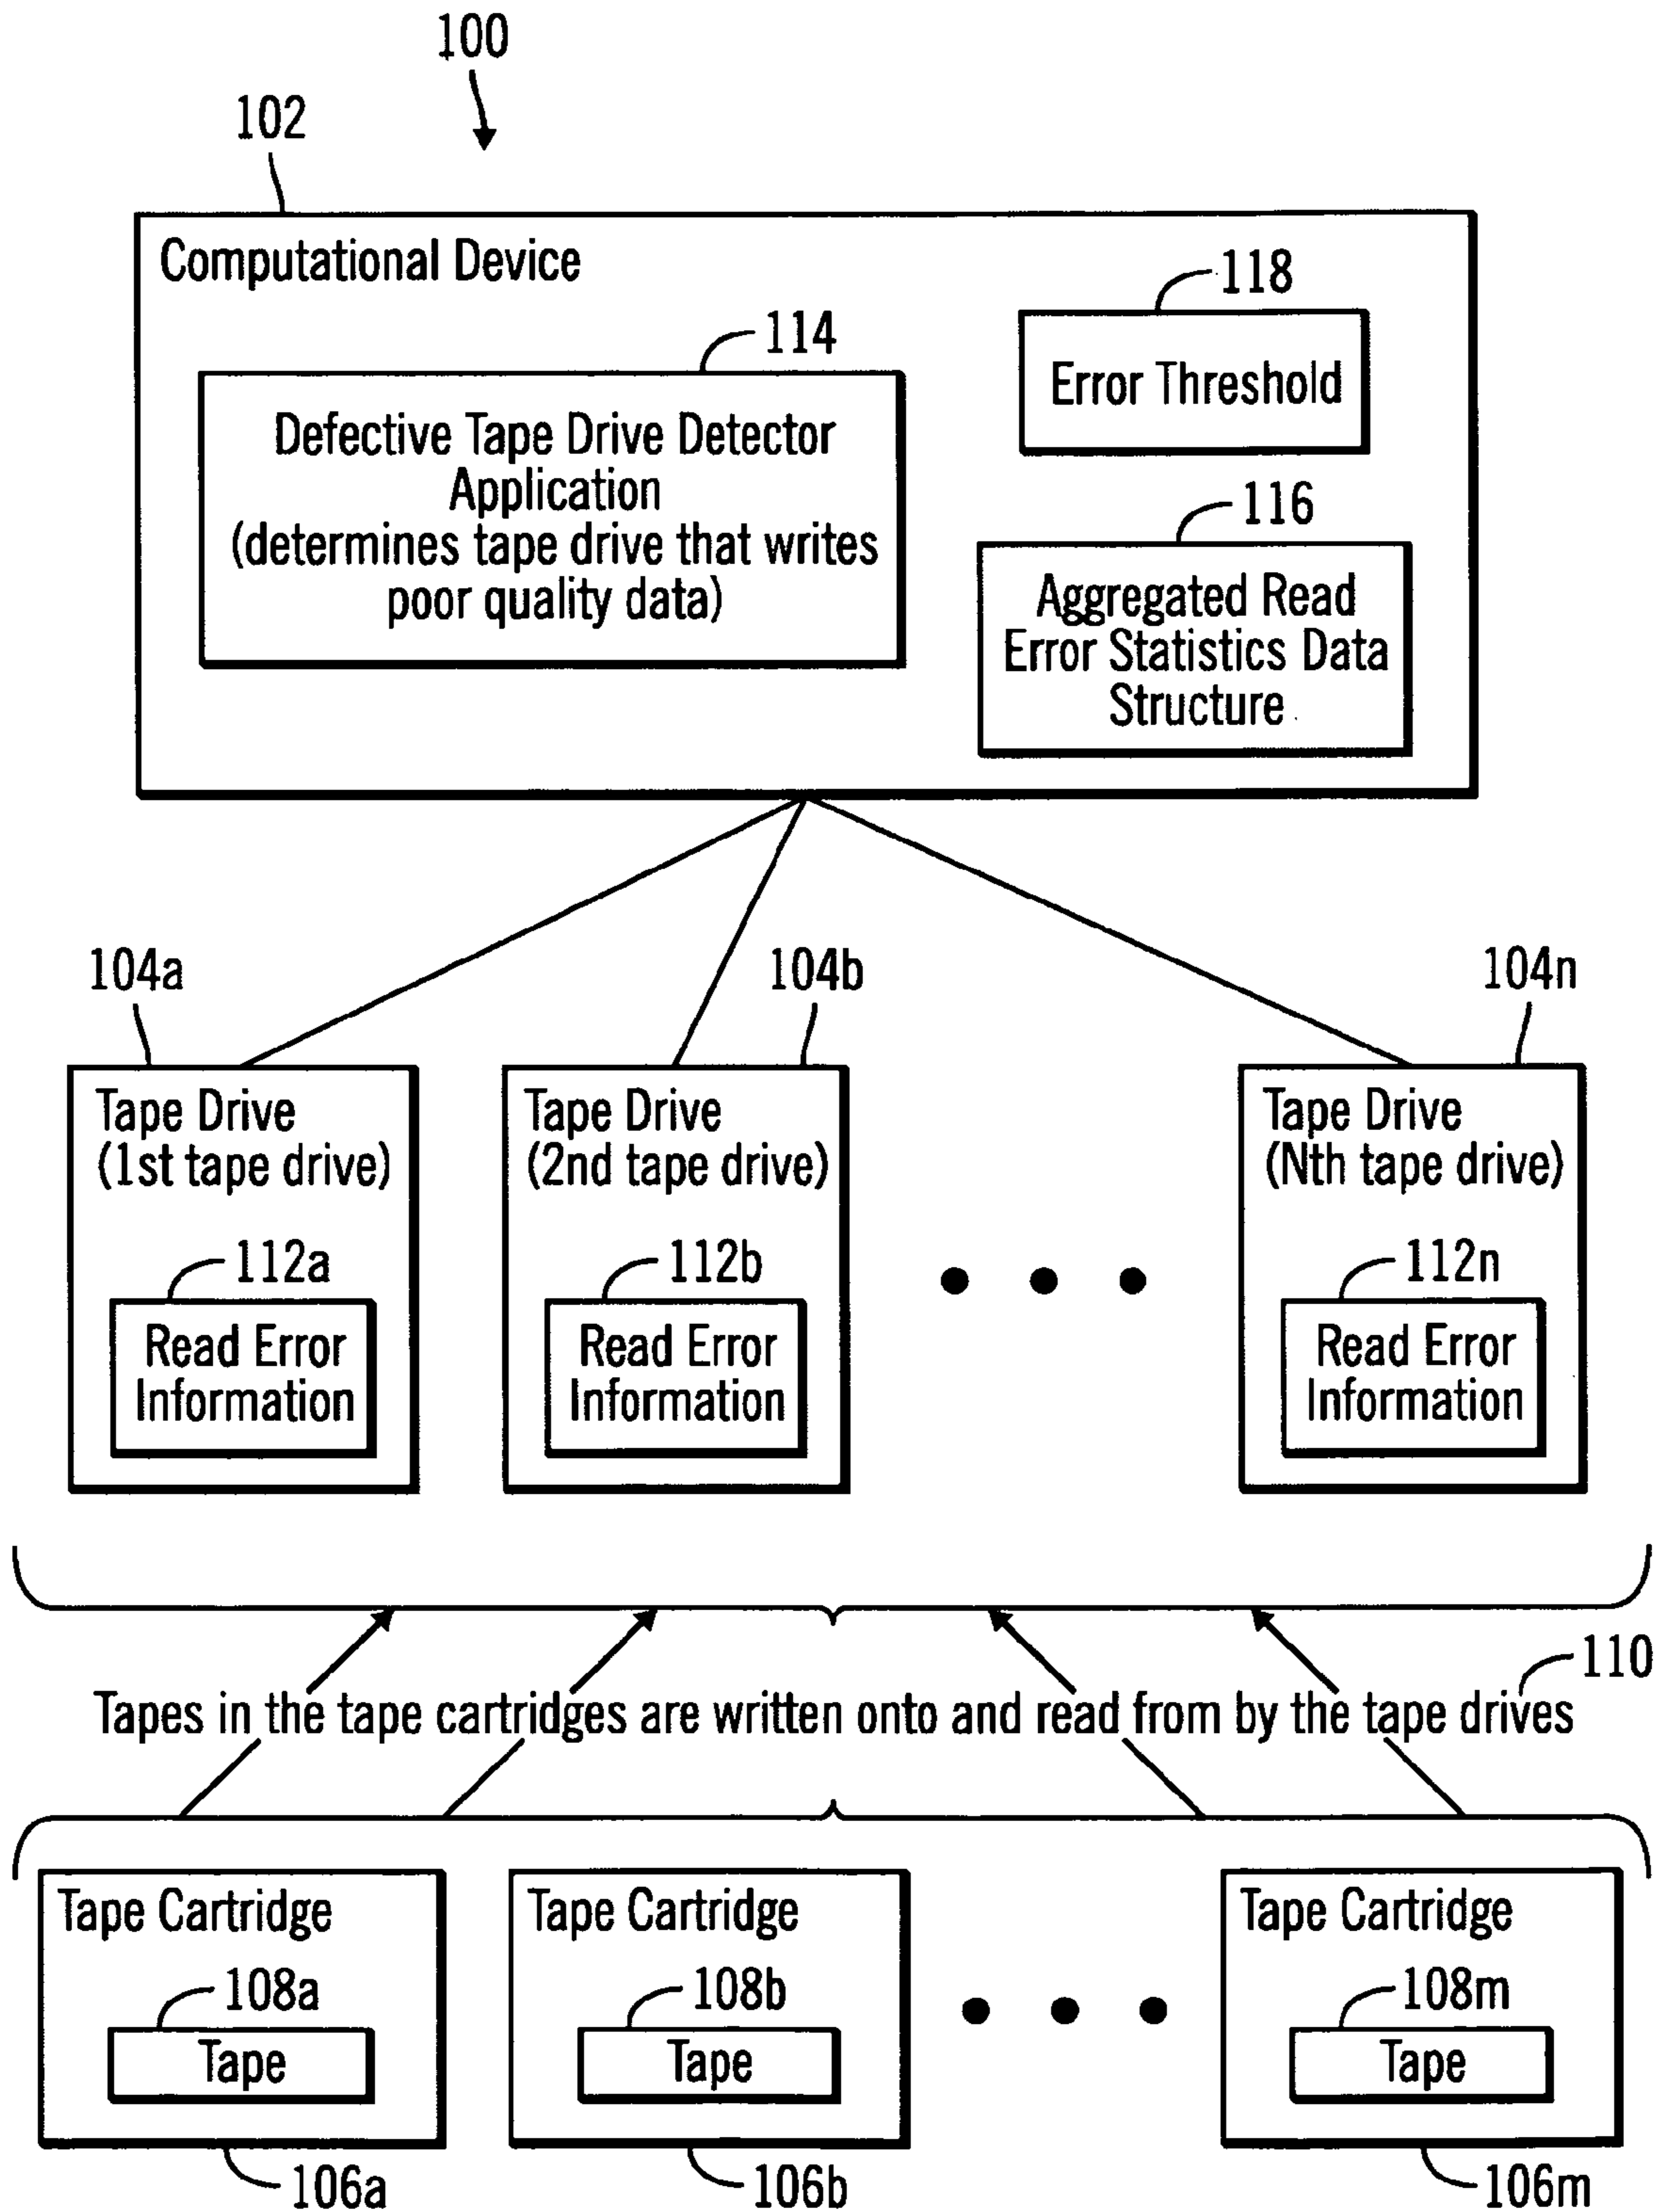 100
102
Computational Device
118
114
Error Threshold
Defective Tape Drive Detector
Application
(determines tape drive that writes
poor quality data)
116
Aggregated Read
Error Statistics Data
Structure
104a
104b
104n
Tape Drive
(1st tape drive)
Tape Drive
(2nd tape drive)
Tape Drive
(Nth tape drive)
112a
112b
112n
Read Error
Information
Read Error
Information
Read Error
Information
110
Tapes in the tape cartridges are written onto and read from by the tape drives
Tape Cartridge
Tape Cartridge
Tape Cartridge
108a
108b
108m
Tape
Tape
Tape
106a
106b
106m